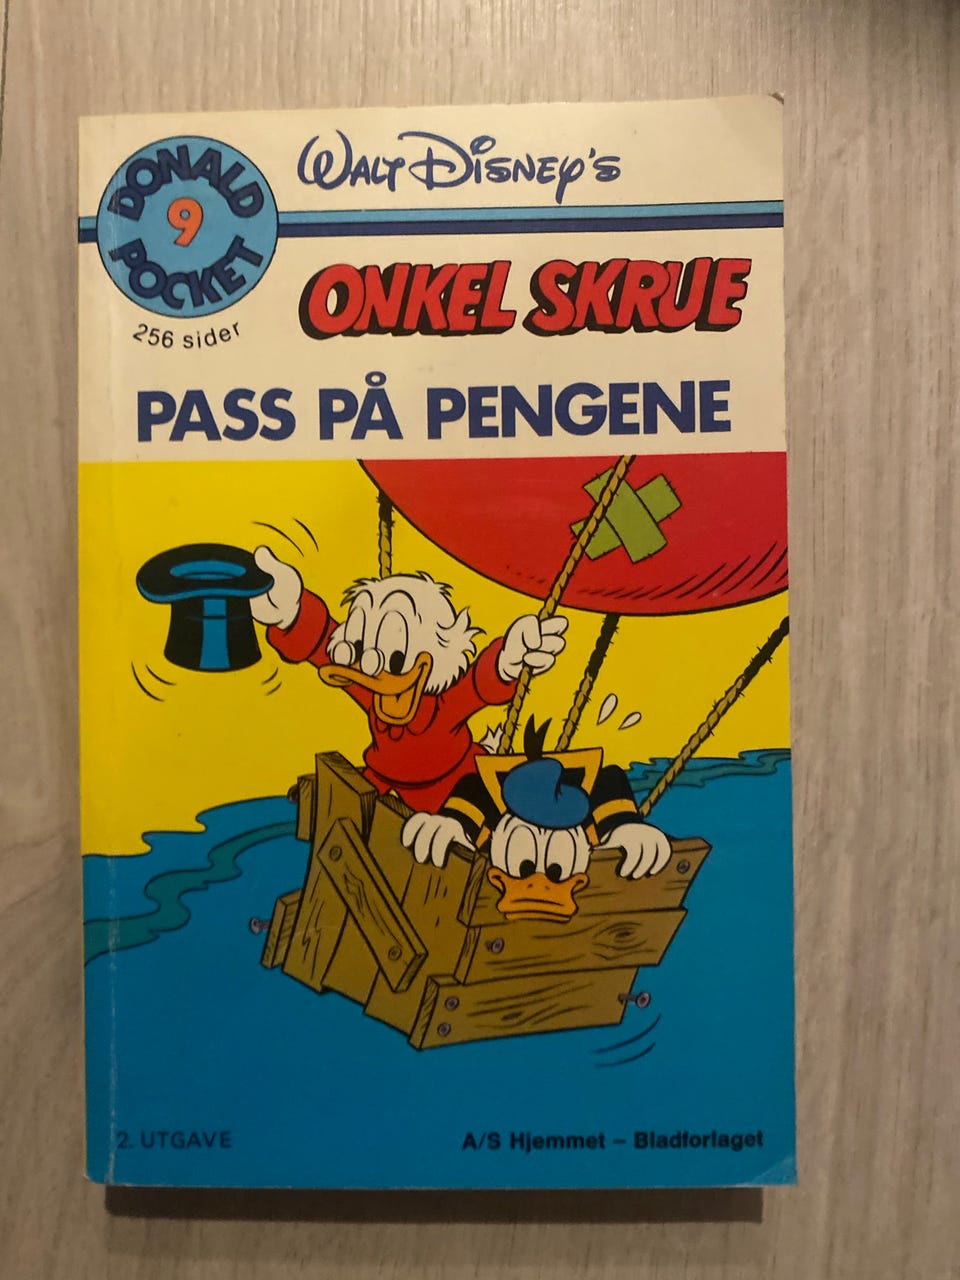 DONALD
9
POCKET
256 sider
WALT DISNEY'S
ONKEL SKRUE
PASS PÅ PENGENE
2. UTGAVE
A/S Hjemmet – Bladforlaget